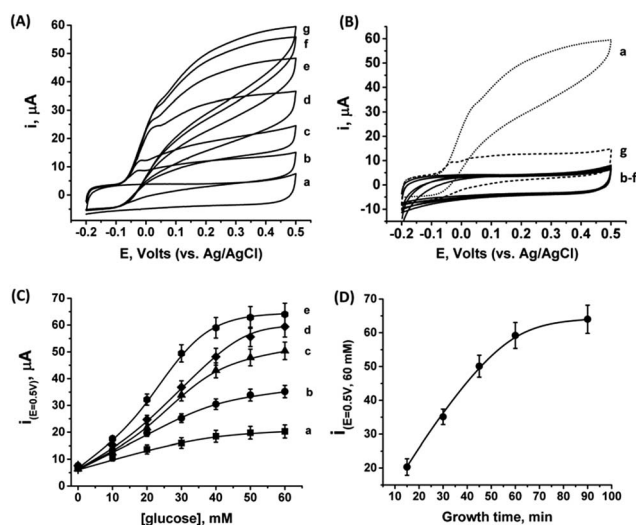 (A)
60
50
40
30
20
10
0
i, µA
g
f
e
d
c
b
a
-0.2 -0.1 0.0 0.1 0.2 0.3 0.4 0.5
E, Volts (vs. Ag/AgCl)
(B)
60
50
40
30
20
10
0
-10
i, µA
a
g
b-f
-0.2 -0.1 0.0 0.1 0.2 0.3 0.4 0.5
E, Volts (vs. Ag/AgCl)
(C)
80
70
60
50
40
30
20
10
0
i(E=0.5V), µA
e
d
c
b
a
0 10 20 30 40 50 60
[glucose], mM
(D)
70
60
50
40
30
20
i(E=0.5V, 60 mM)
10 20 30 40 50 60 70 80 90 100
Growth time, min